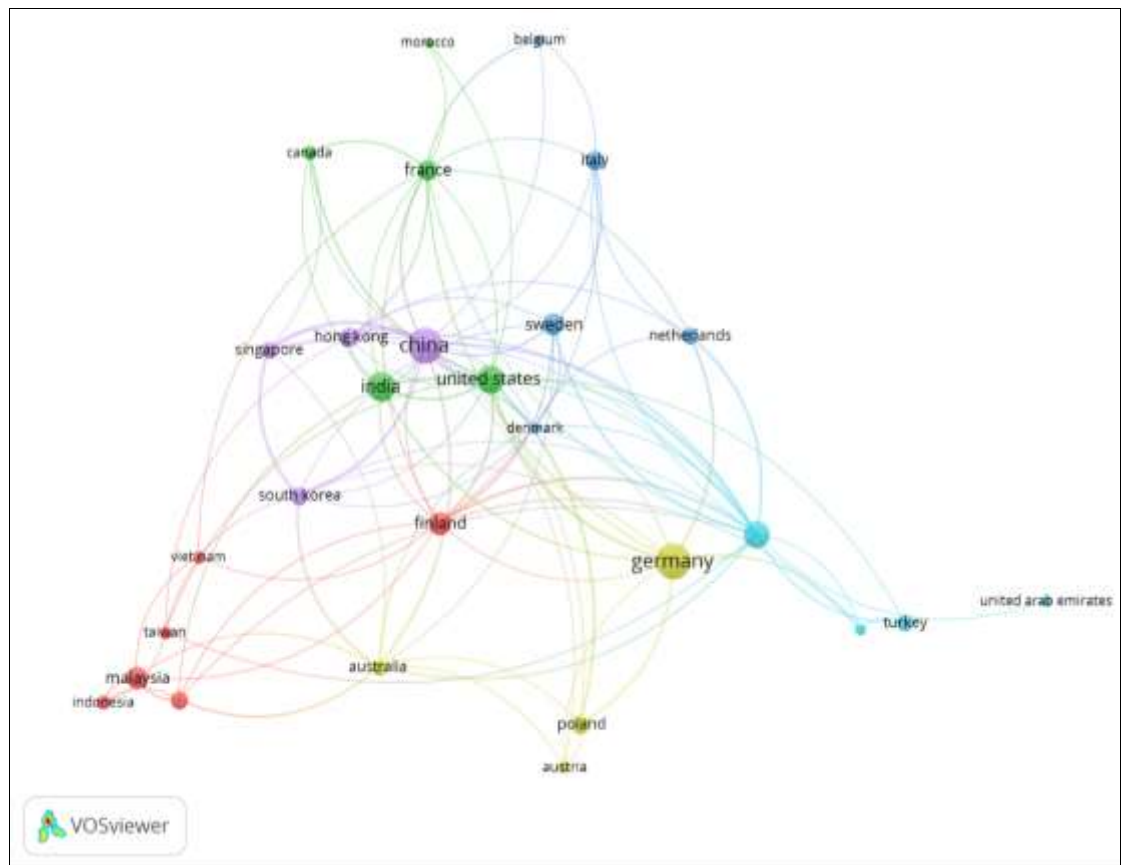 morocco
belgium
canada
france
italy
hong kong
china
sweden
netherlands
singapore
india
united states
denmark
south korea
finland
vietnam
germany
united arab emirates
turkey
taiwan
australia
malaysia
indonesia
poland
austria
VOSviewer